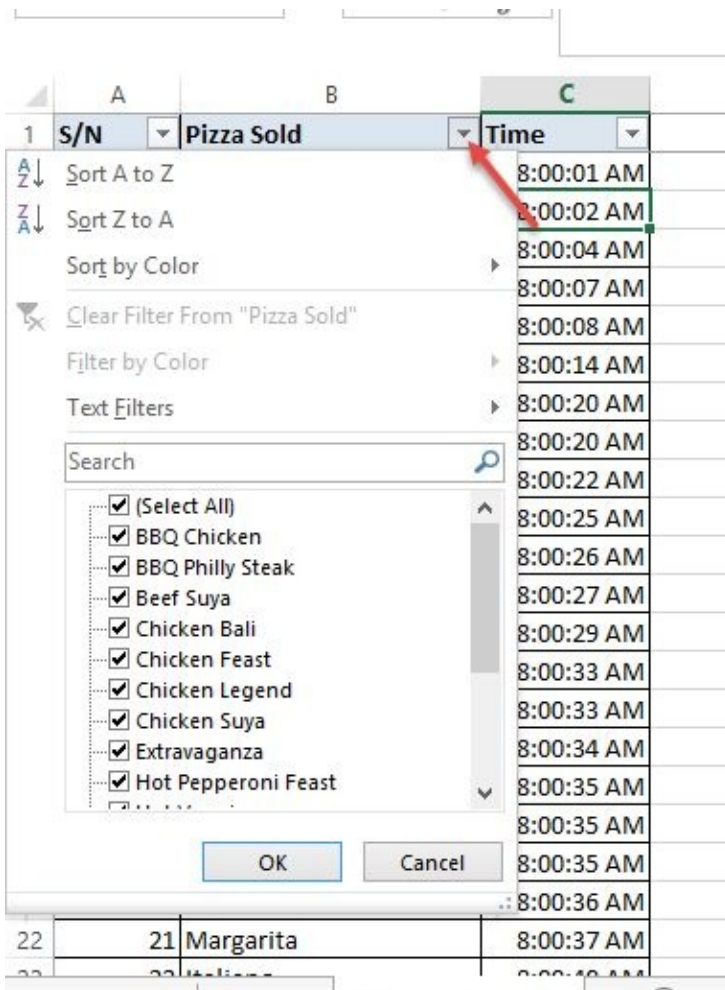 A B C
1 S/N Pizza Sold Time
Sort A to Z 8:00:01 AM
Sort Z to A 8:00:02 AM
Sort by Color 8:00:04 AM
8:00:07 AM
Clear Filter From "Pizza Sold" 8:00:08 AM
Filter by Color 8:00:14 AM
Text Filters 8:00:20 AM
8:00:20 AM
Search 8:00:22 AM
(Select All) 8:00:25 AM
BBQ Chicken 8:00:26 AM
BBQ Philly Steak
Beef Suya 8:00:27 AM
Chicken Bali 8:00:29 AM
Chicken Feast 8:00:33 AM
Chicken Legend 8:00:33 AM
Chicken Suya
Extravaganza 8:00:34 AM
Hot Pepperoni Feast 8:00:35 AM
8:00:35 AM
OK Cancel 8:00:35 AM
8:00:36 AM
22 21 Margarita 8:00:37 AM